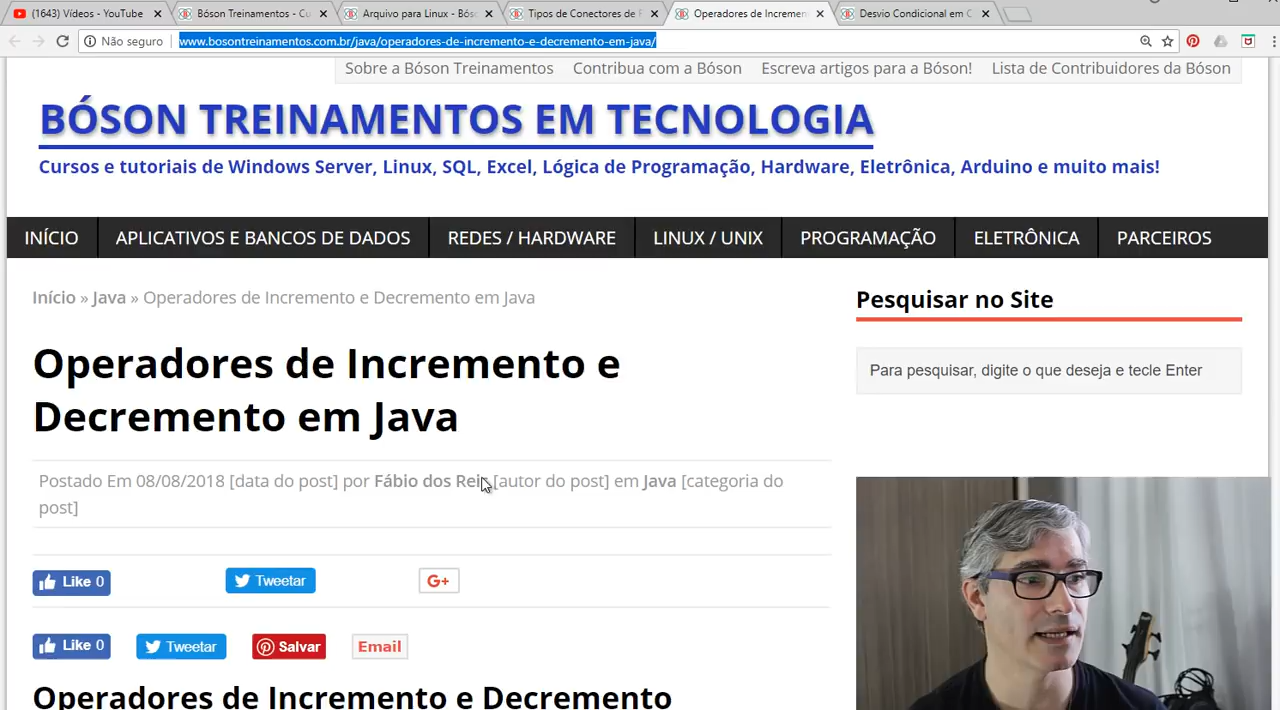 (1643) Vídeos - YouTube
Bóson Treinamentos - Cu
Arquivo para Linux - Bós
Tipos de Conectores de F
Operadores de Increment
Desvio Condicional em C
Não seguro
www.bosontreinamentos.com.br/java/operadores-de-incremento-e-decremento-em-java/
Sobre a Bóson Treinamentos Contribua com a Bóson Escreva artigos para a Bóson! Lista de Contribuidores da Bóson
BÓSON TREINAMENTOS EM TECNOLOGIA
Cursos e tutoriais de Windows Server, Linux, SQL, Excel, Lógica de Programação, Hardware, Eletrônica, Arduino e muito mais!
INÍCIO APLICATIVOS E BANCOS DE DADOS REDES / HARDWARE LINUX / UNIX PROGRAMAÇÃO ELETRÔNICA PARCEIROS
Início » Java » Operadores de Incremento e Decremento em Java
Operadores de Incremento e
Decremento em Java
Postado Em 08/08/2018 [data do post] por Fábio dos Reis [autor do post] em Java [categoria do
post]
Like 0 Tweetar G+
Like 0 Tweetar Salvar Email
Operadores de Incremento e Decremento
Pesquisar no Site
Para pesquisar, digite o que deseja e tecle Enter